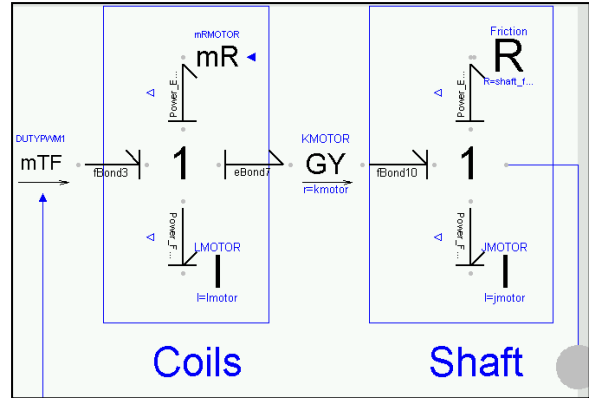 mRMOTOR
mR
Power_E...
DUTYPWM1
mTF
fBond3
1
eBond7
KMOTOR
GY
r=kmotor
Power_F...
LMOTOR
I
I=lmotor
Coils
Friction
R
R=shaft_f...
Power_E...
fBond10
1
Power_F...
JMOTOR
I
I=jmotor
Shaft